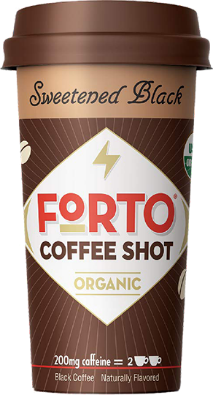 Sweetened Black
FORTO®
COFFEE SHOT
ORGANIC
200mg caffeine = 2
Black Coffee Naturally Flavored